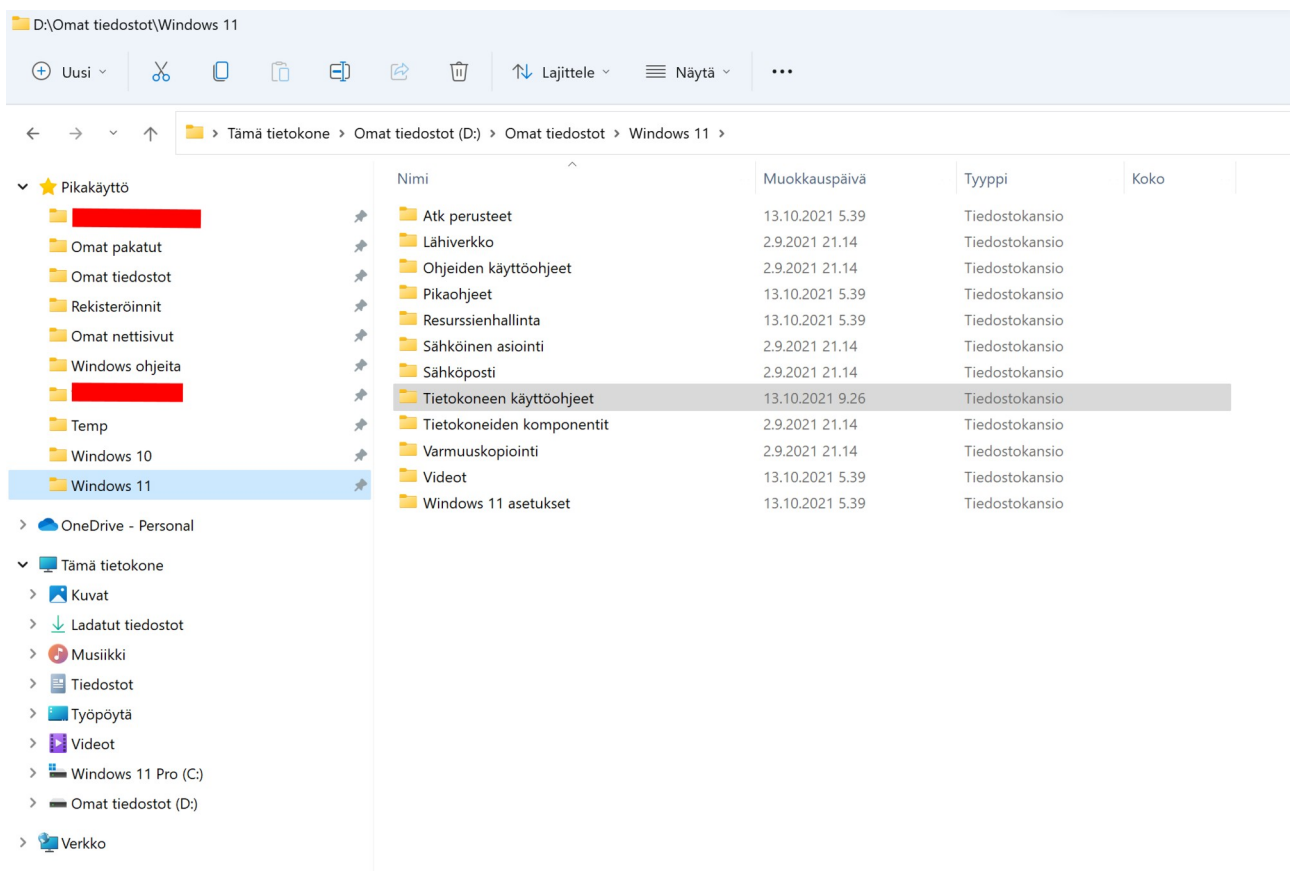 D:\Omat tiedostot\Windows 11
Uusi
Lajittele
Näytä
Tämä tietokone > Omat tiedostot (D:) > Omat tiedostot > Windows 11 >
Pikakäyttö
Omat pakatut
Omat tiedostot
Rekisteröinnit
Omat nettisivut
Windows ohjeita
Temp
Windows 10
Windows 11
OneDrive - Personal
Tämä tietokone
Kuvat
Ladatut tiedostot
Musiikki
Tiedostot
Työpöytä
Videot
Windows 11 Pro (C:)
Omat tiedostot (D:)
Verkko
Nimi Muokkauspäivä Tyyppi Koko
Atk perusteet 13.10.2021 5.39 Tiedostokansio
Lähiverkko 2.9.2021 21.14 Tiedostokansio
Ohjeiden käyttöohjeet 2.9.2021 21.14 Tiedostokansio
Pikaohjeet 13.10.2021 5.39 Tiedostokansio
Resurssienhallinta 13.10.2021 5.39 Tiedostokansio
Sähköinen asiointi 2.9.2021 21.14 Tiedostokansio
Sähköposti 2.9.2021 21.14 Tiedostokansio
Tietokoneen käyttöohjeet 13.10.2021 9.26 Tiedostokansio
Tietokoneiden komponentit 2.9.2021 21.14 Tiedostokansio
Varmuuskopiointi 2.9.2021 21.14 Tiedostokansio
Videot 13.10.2021 5.39 Tiedostokansio
Windows 11 asetukset 13.10.2021 5.39 Tiedostokansio